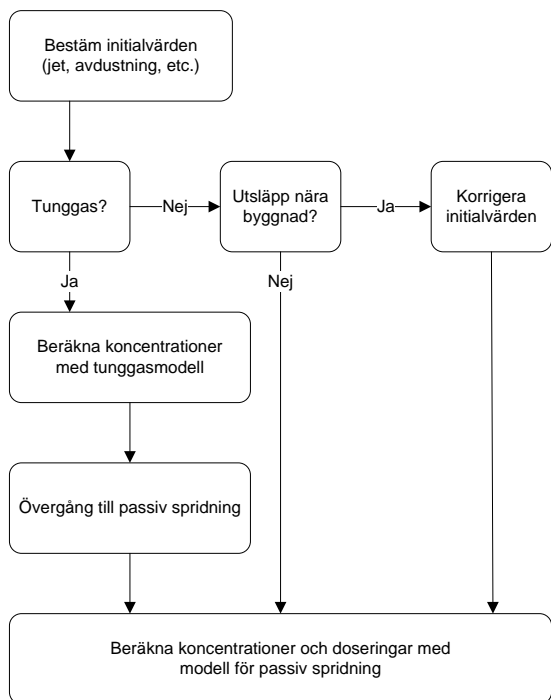 Bestäm initialvärden
(jet, avdustning, etc.)
Tunggas?
Nej
Utsläpp nära
byggnad?
Ja
Korrigera
initialvärden
Ja
Nej
Beräkna koncentrationer
med tunggasmodell
Övergång till passiv spridning
Beräkna koncentrationer och doseringar med
modell för passiv spridning